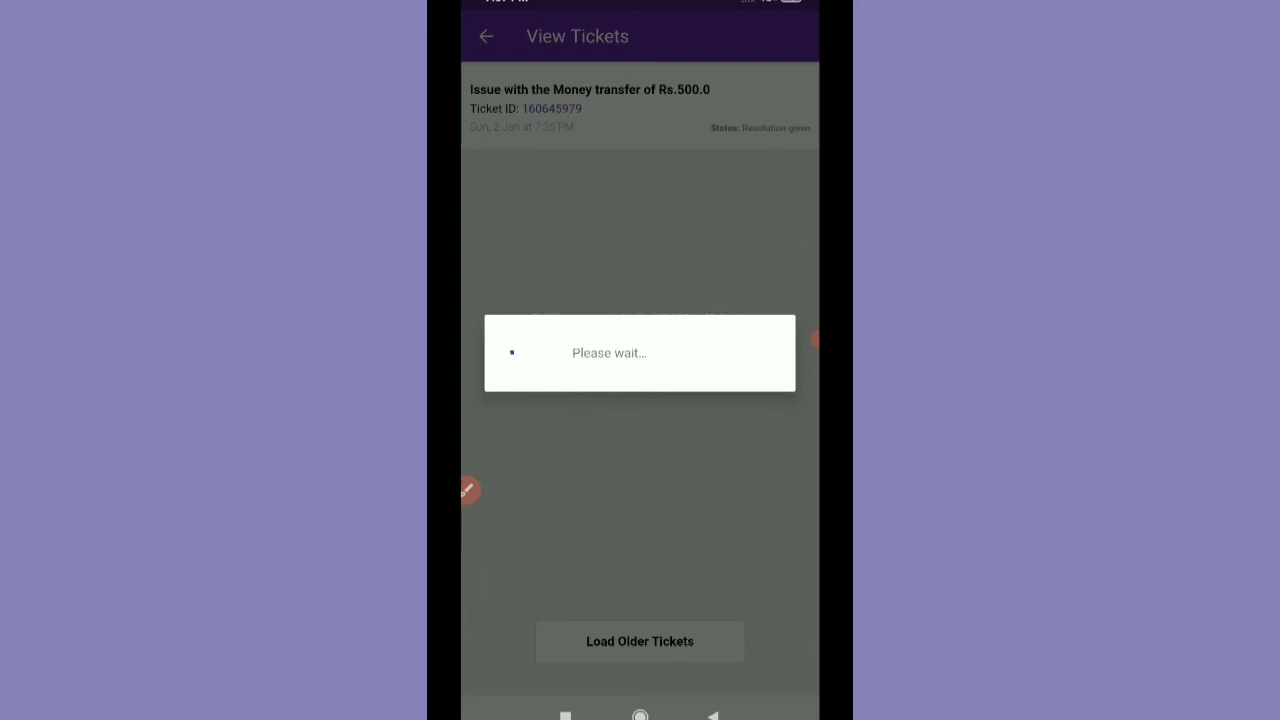 View Tickets
Issue with the Money transfer of Rs.500.0
Ticket ID: 160645979
Sun, 2 Jan at 7:35 PM
Status: Resolution given
Please wait...
Load Older Tickets